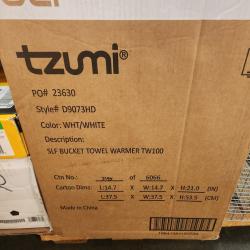 tzumi®
PO# 23630
Style# D9073HD
Color: WHT/WHITE
Description:
SLF BUCKET TOWEL WARMER TW100
Ctn No.: of 6066
Carton Dims: L:14.7 X W:14.7 X H:21.0 (IN)
L:37.5 X W:37.5 X H:53.5 (CM)
Made in China